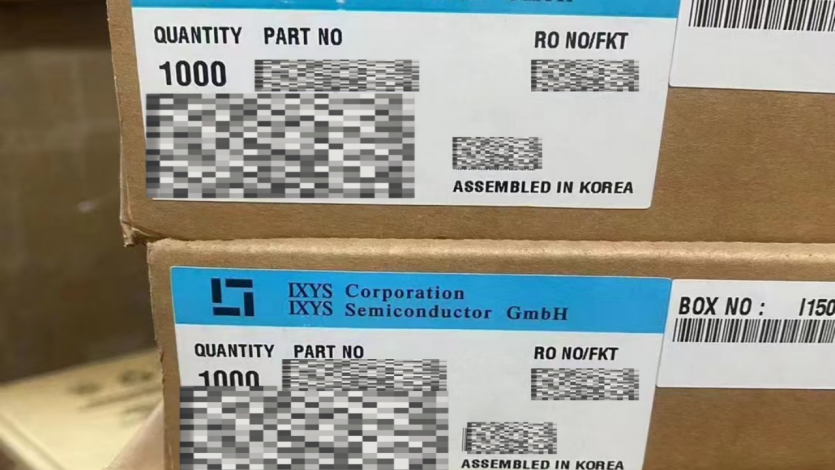 QUANTITY PART NO RO NO/FKT
1000
ASSEMBLED IN KOREA
IXYS Corporation
IXYS Semiconductor GmbH
BOX NO : I150
QUANTITY PART NO RO NO/FKT
1000
ASSEMBLED IN KOREA